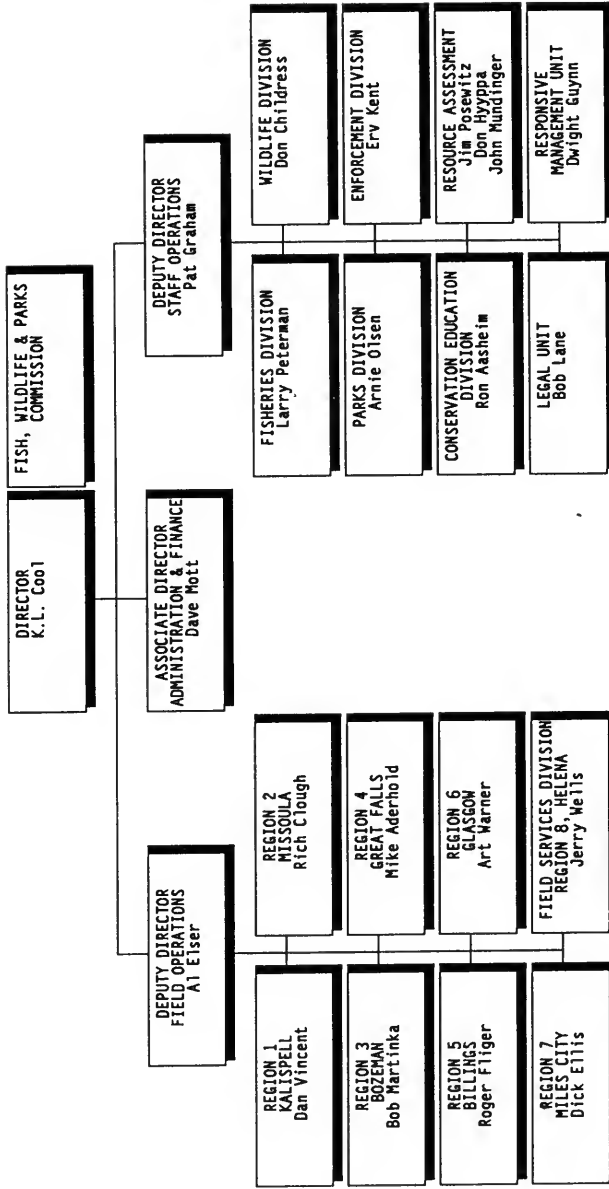 DIRECTOR
K.L. Cool
FISH, WILDLIFE & PARKS
COMMISSION
DEPUTY DIRECTOR
FIELD OPERATIONS
Al Elser
ASSOCIATE DIRECTOR
ADMINISTRATION & FINANCE
Dave Mott
DEPUTY DIRECTOR
STAFF OPERATIONS
Pat Graham
REGION 1
KALISPELL
Dan Vincent
REGION 2
MISSOULA
Rich Clough
REGION 3
BOZEMAN
Bob Martinka
REGION 4
GREAT FALLS
Mike Aderhold
REGION 5
BILLINGS
Roger Fliger
REGION 6
GLASGOW
Art Warner
REGION 7
MILES CITY
Dick Ellis
FIELD SERVICES DIVISION
REGION 8, HELENA
Jerry Wells
FISHERIES DIVISION
Larry Peterman
WILDLIFE DIVISION
Don Childress
PARKS DIVISION
Arnie Olsen
ENFORCEMENT DIVISION
Erv Kent
CONSERVATION EDUCATION
DIVISION
Ron Aasheim
RESOURCE ASSESSMENT
Jim Posewitz
Don Hyyppa
John Mundinger
LEGAL UNIT
Bob Lane
RESPONSIVE
MANAGEMENT UNIT
Dwight Guynn